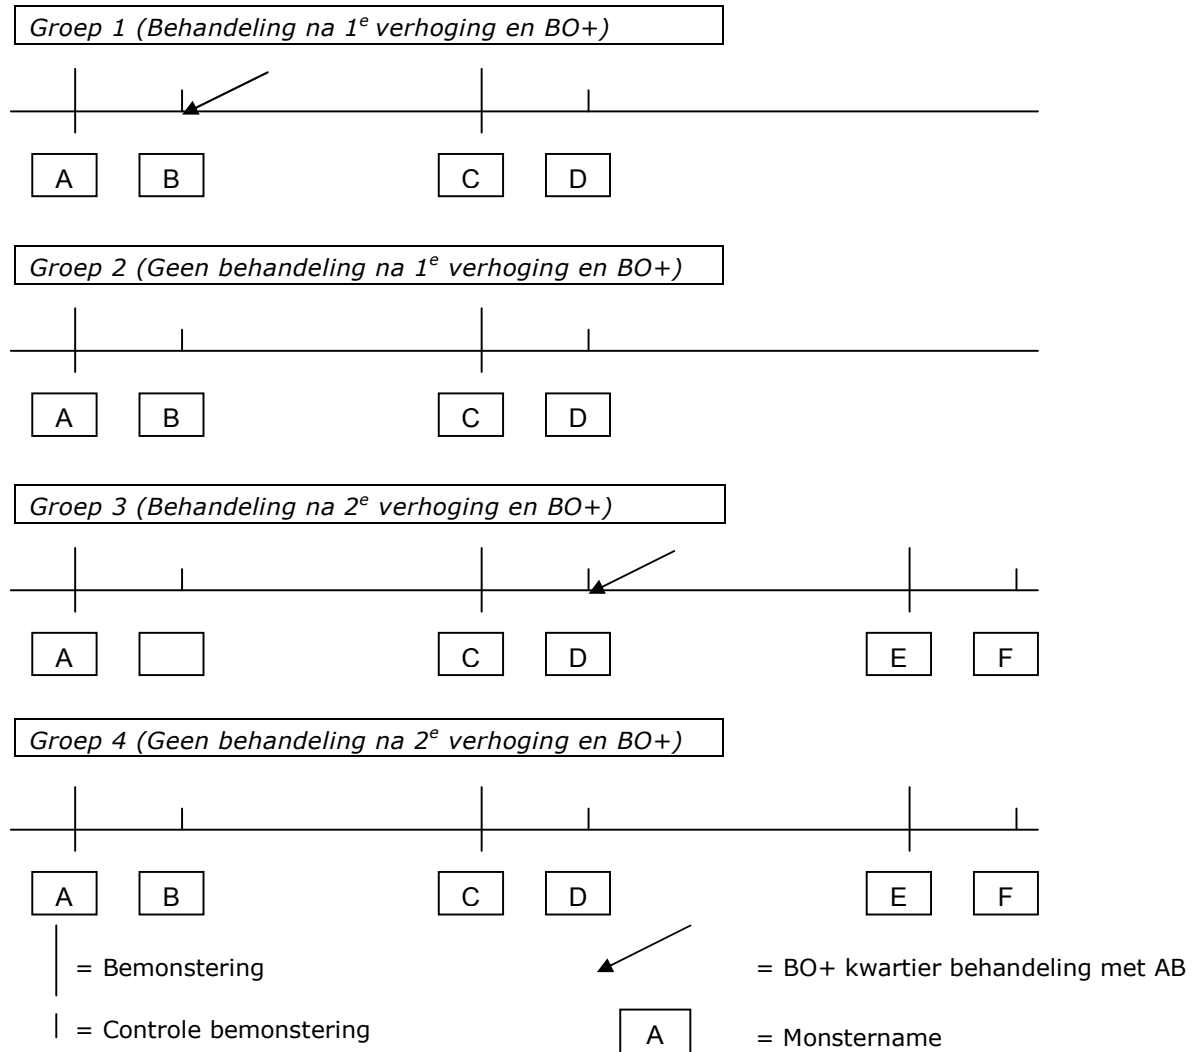 Groep 1 (Behandeling na 1e verhoging en BO+)
A B C D
Groep 2 (Geen behandeling na 1e verhoging en BO+)
A B C D
Groep 3 (Behandeling na 2e verhoging en BO+)
A C D E F
Groep 4 (Geen behandeling na 2e verhoging en BO+)
A B C D E F
= Bemonstering = BO+ kwartier behandeling met AB
= Controle bemonstering A = Monstername